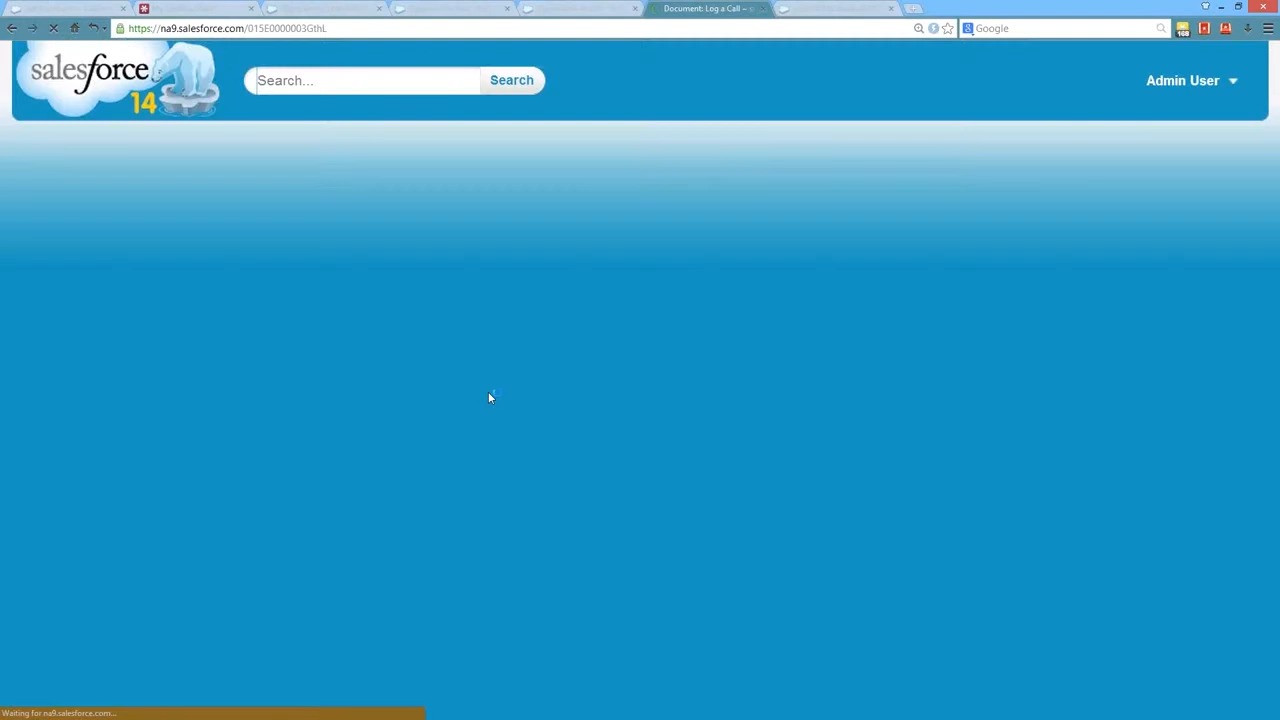 Document: Log a Call ~ s
https://na9.salesforce.com/015E0000003GthL
Google
168
salesforce
14
Search...
Search
Admin User
Waiting for na9.salesforce.com...